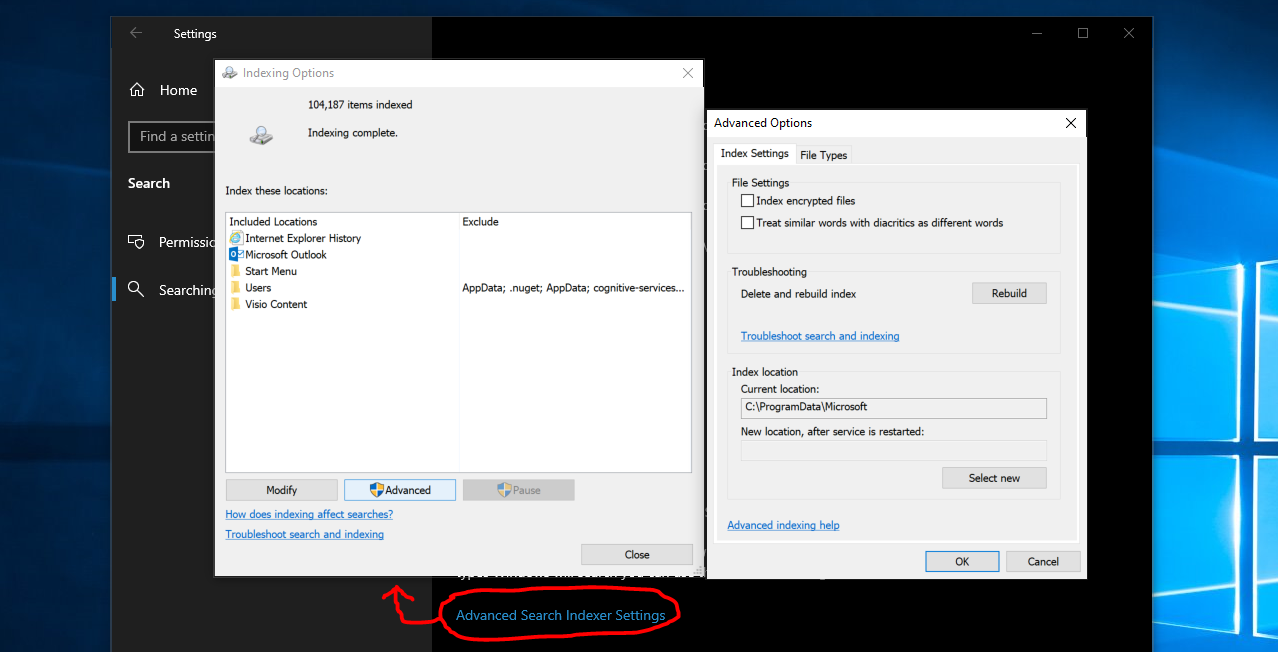 Settings
Home
Find a settin
Search
Permissic
Searching
Indexing Options
104,187 items indexed
Indexing complete.
Index these locations:
Included Locations Exclude
Internet Explorer History
Microsoft Outlook
Start Menu
Users AppData; .nuget; AppData; cognitive-services...
Visio Content
Modify Advanced Pause
How does indexing affect searches?
Troubleshoot search and indexing
Close
Advanced Options
Index Settings File Types
File Settings
Index encrypted files
Treat similar words with diacritics as different words
Troubleshooting
Delete and rebuild index Rebuild
Troubleshoot search and indexing
Index location
Current location:
C:\ProgramData\Microsoft
New location, after service is restarted:
Select new
Advanced indexing help
OK Cancel
Advanced Search Indexer Settings